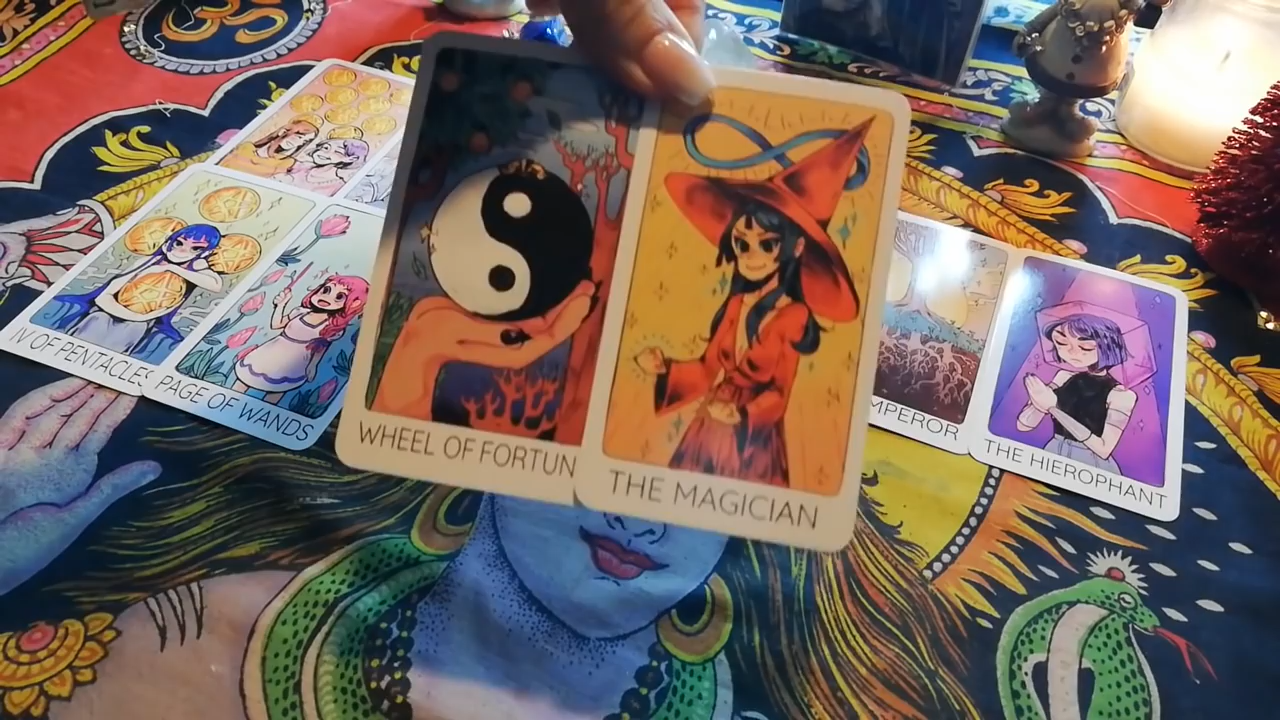 IV OF PENTACLES
PAGE OF WANDS
WHEEL OF FORTUN
THE MAGICIAN
MPEROR
THE HIEROPHANT